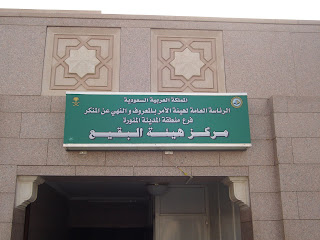 المملكة العربية السعودية
الرئاسة العامة لهيئة الأمر بالمعروف والنهي عن المنكر
فرع منطقة المدينة المنورة
مركز هيئة البقيع